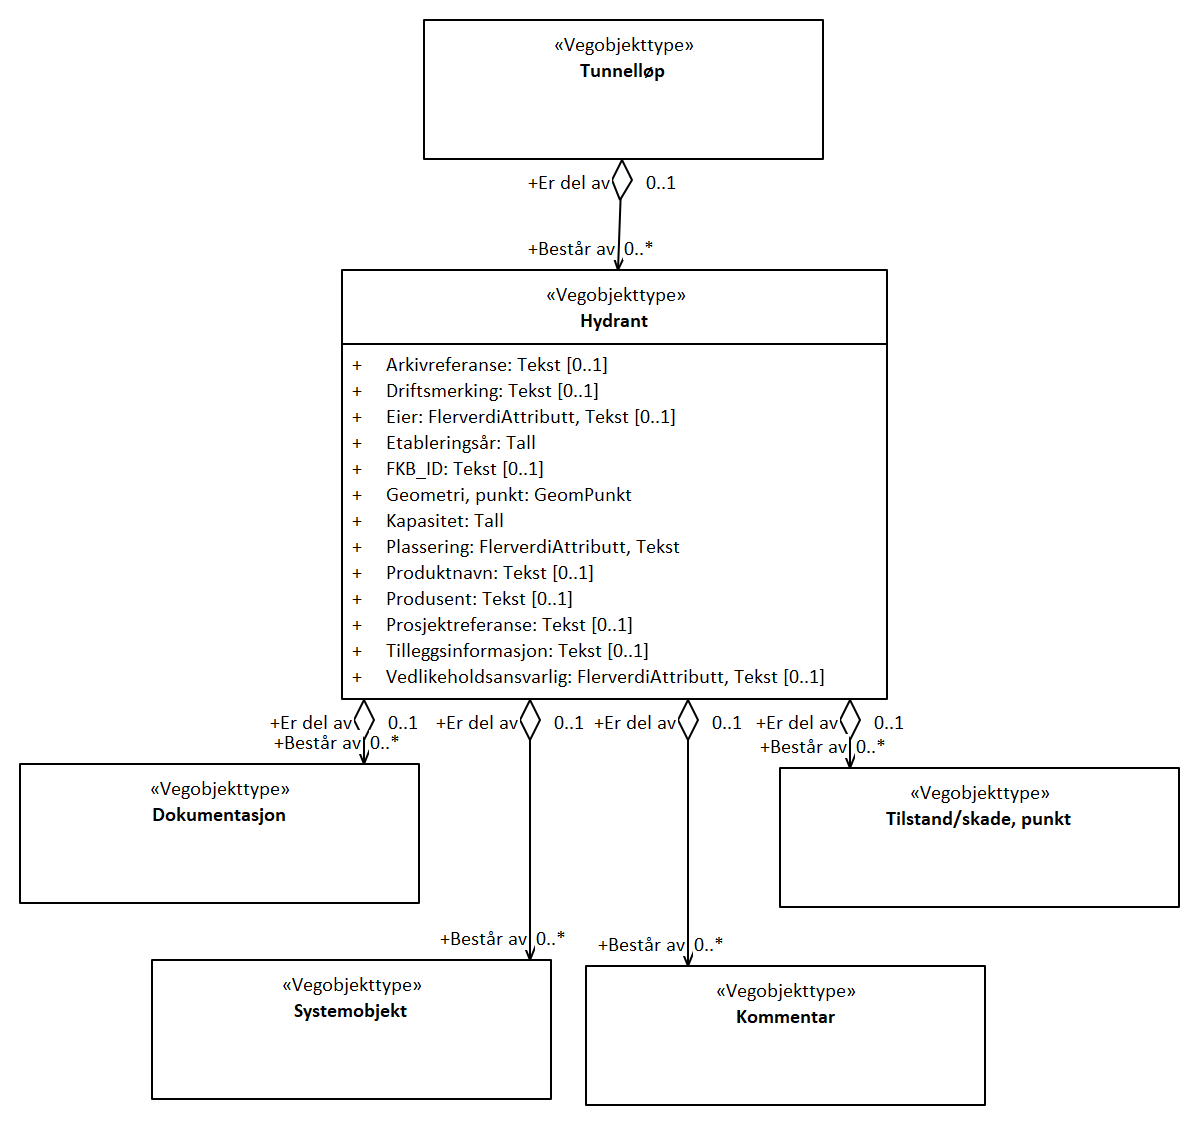 «Vegobjekttype»
Tunnelløp
+Er del av 0..1
+Består av 0..*
«Vegobjekttype»
Hydrant
+ Arkivreferanse: Tekst [0..1]
+ Driftsmerking: Tekst [0..1]
+ Eier: FlerverdiAttributt, Tekst [0..1]
+ Etableringsår: Tall
+ FKB_ID: Tekst [0..1]
+ Geometri, punkt: GeomPunkt
+ Kapasitet: Tall
+ Plassering: FlerverdiAttributt, Tekst
+ Produktnavn: Tekst [0..1]
+ Produsent: Tekst [0..1]
+ Prosjektreferanse: Tekst [0..1]
+ Tilleggsinformasjon: Tekst [0..1]
+ Vedlikeholdsansvarlig: FlerverdiAttributt, Tekst [0..1]
+Er del av 0..1 +Er del av 0..1 +Er del av 0..1 +Er del av 0..1
+Består av 0..* +Består av 0..*
«Vegobjekttype»
Dokumentasjon
«Vegobjekttype»
Tilstand/skade, punkt
+Består av 0..* +Består av 0..*
«Vegobjekttype»
Systemobjekt
«Vegobjekttype»
Kommentar